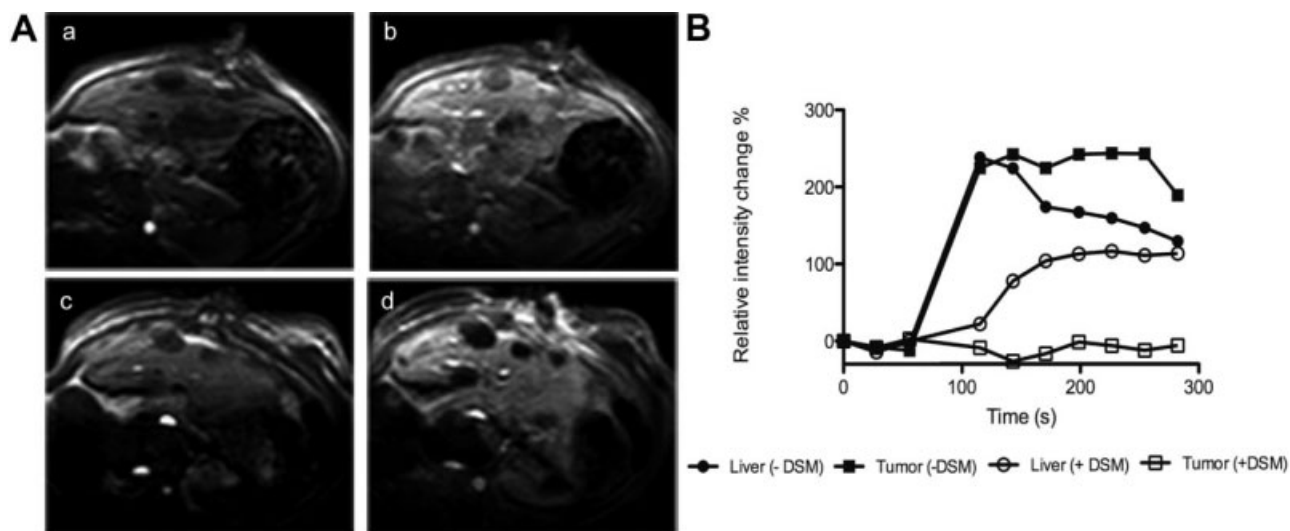 A
a
b
c
d
B
Relative intensity change %
300
200
100
0
0
100
200
300
Time (s)
Liver (- DSM)
Tumor (-DSM)
Liver (+ DSM)
Tumor (+DSM)